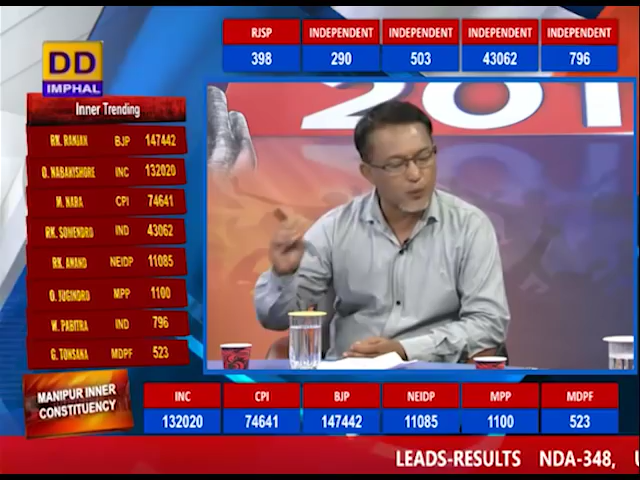 RJSP INDEPENDENT INDEPENDENT INDEPENDENT INDEPENDENT
398 290 503 43062 796
DD
IMPHAL
201
Inner Trending
RK. RANJAN BJP 147442
O. NABAKISHORE INC 132020
M. NARA CPI 74641
RK. SOMENDRO IND 43062
RK. ANAND NEIDP 11085
O. JUGINDRO MPP 1100
W. PABITRA IND 796
G. TONSANA MDPF 523
MANIPUR INNER
CONSTITUENCY
INC CPI BJP NEIDP MPP MDPF
132020 74641 147442 11085 1100 523
LEADS-RESULTS NDA-348,